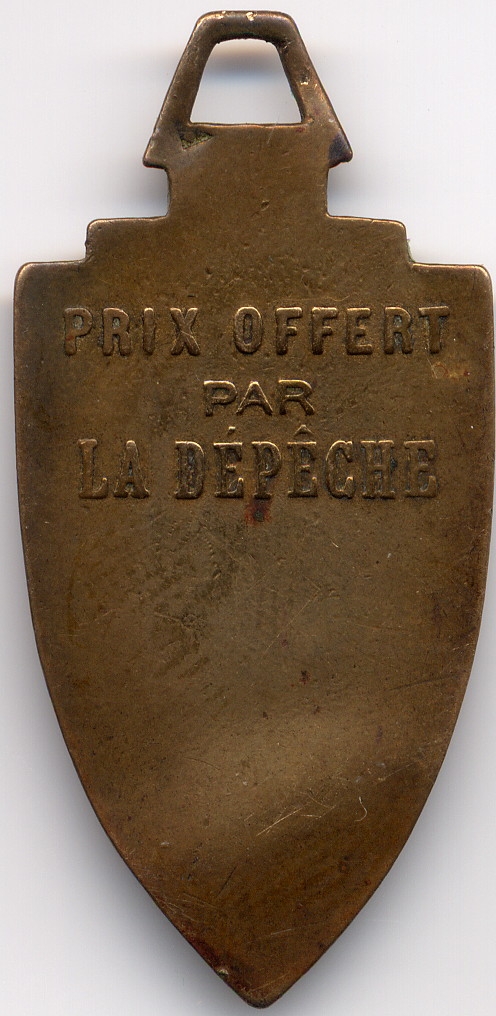 PRIX OFFERT
PAR
LA DÉPÊCHE